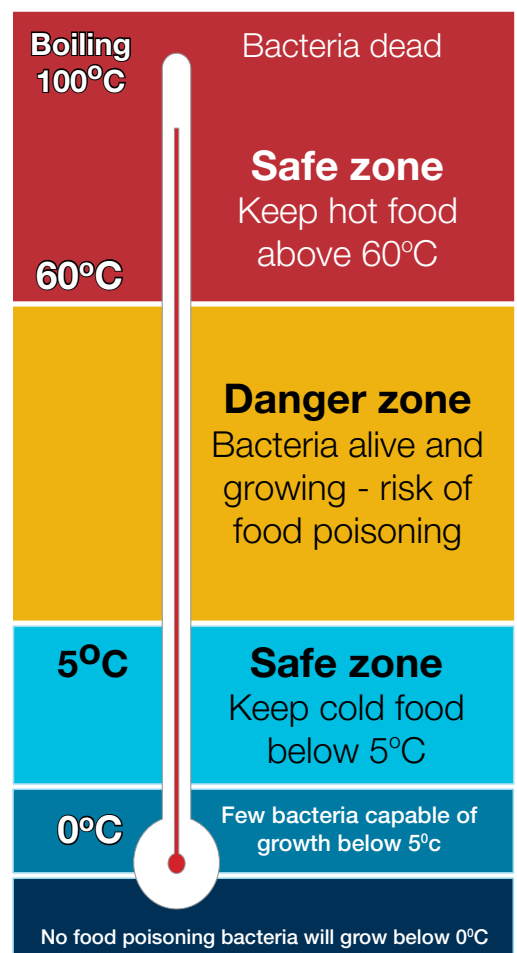 Boiling
100ºC
Bacteria dead
Safe zone
Keep hot food
above 60ºC
60ºC
Danger zone
Bacteria alive and
growing - risk of
food poisoning
5ºC
Safe zone
Keep cold food
below 5ºC
0ºC
Few bacteria capable of
growth below 5⁰c
No food poisoning bacteria will grow below 0⁰C